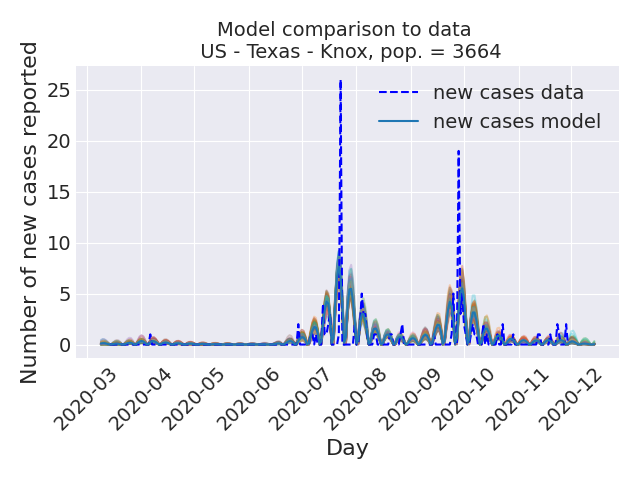 Model comparison to data
US - Texas - Knox, pop. = 3664
Number of new cases reported
25
20
15
10
5
0
new cases data
new cases model
2020-03
2020-04
2020-05
2020-06
2020-07
2020-08
2020-09
2020-10
2020-11
2020-12
Day